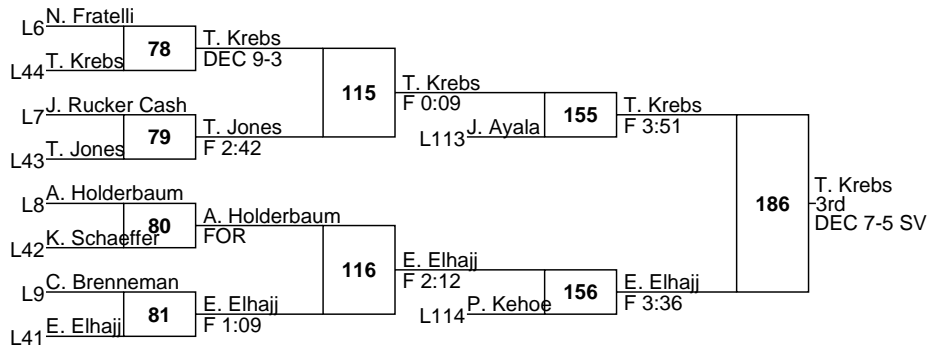 L6 N. Fratelli
78
L44 T. Krebs
T. Krebs
DEC 9-3
L7 J. Rucker Cash
79
L43 T. Jones
T. Jones
F 2:42
115
T. Krebs
F 0:09
L113 J. Ayala
155
T. Krebs
F 3:51
L8 A. Holderbaum
80
L42 K. Schaeffer
A. Holderbaum
FOR
L9 C. Brenneman
81
L41 E. Elhajj
E. Elhajj
F 1:09
116
E. Elhajj
F 2:12
L114 P. Kehoe
156
E. Elhajj
F 3:36
186
T. Krebs
3rd
DEC 7-5 SV